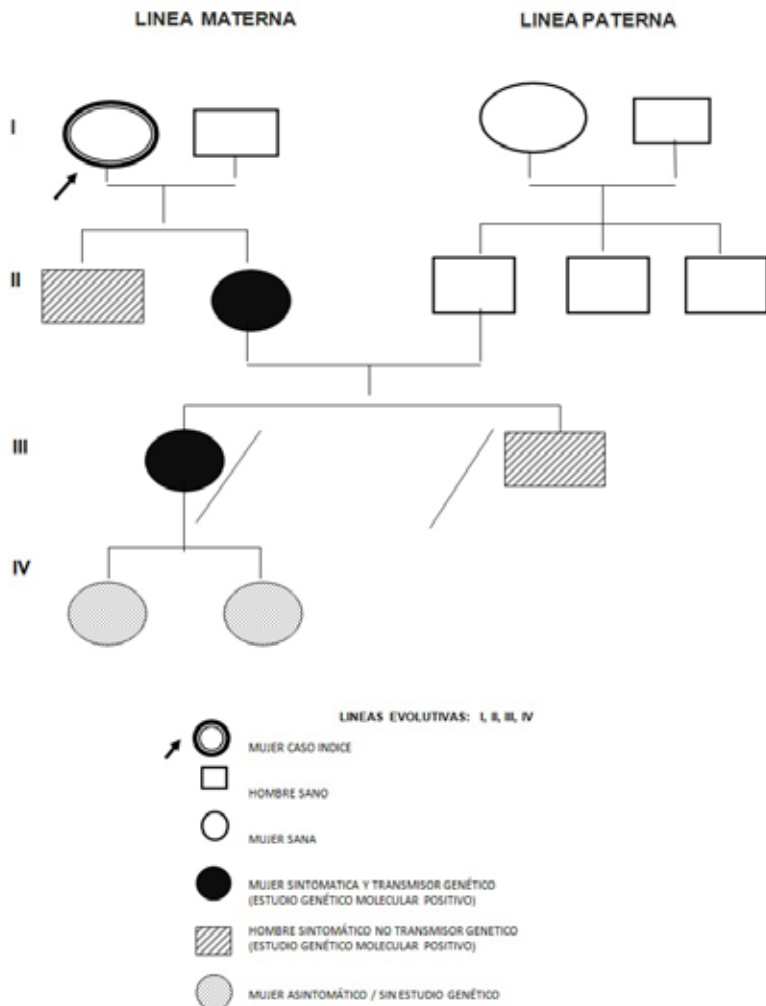 LINEA MATERNA
LINEA PATERNA
I
II
III
IV
LINEAS EVOLUTIVAS: I, II, III, IV
MUJER CASO INDICE
HOMBRE SANO
MUJER SANA
MUJER SINTOMATICA Y TRANSMISOR GENÉTICO
(ESTUDIO GENÉTICO MOLECULAR POSITIVO)
HOMBRE SINTOMÁTICO NO TRANSMISOR GENETICO
(ESTUDIO GENÉTICO MOLECULAR POSITIVO)
MUJER ASINTOMÁTICO / SIN ESTUDIO GENÉTICO